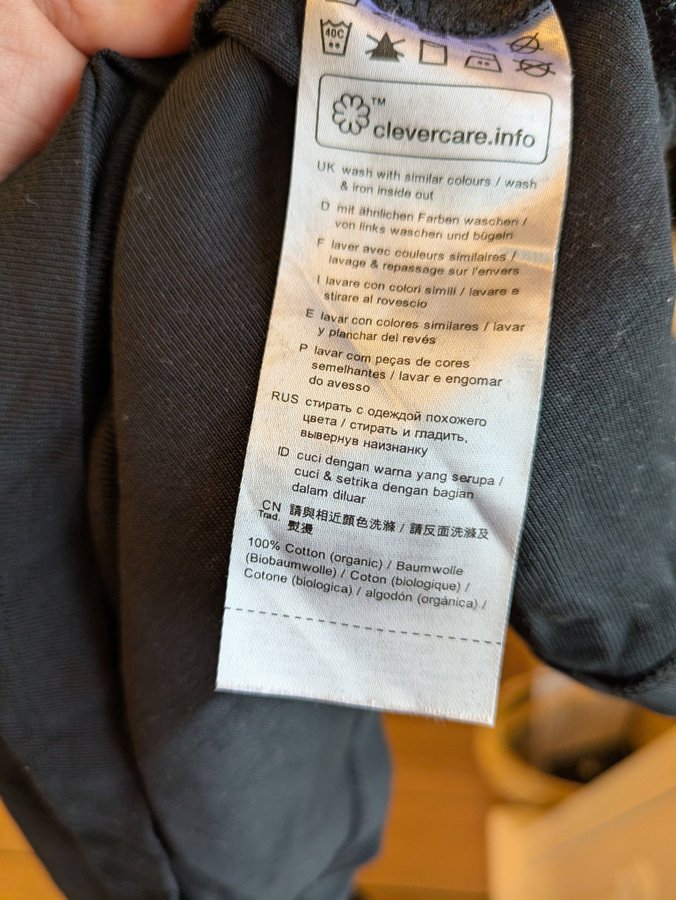 40C
TM
clevercare.info
UK wash with similar colours / wash
& iron inside out
D mit ähnlichen Farben waschen /
von links waschen und bügeln
F laver avec couleurs similaires /
lavage & repassage sur l'envers
I lavare con colori simili / lavare e
stirare al rovescio
E lavar con colores similares / lavar
y planchar del revés
P lavar com peças de cores
semelhantes / lavar e engomar
do avesso
RUS стирать с одеждой похожего
цвета / стирать и гладить,
вывернув наизнанку
ID cuci dengan warna yang serupa /
cuci & setrika dengan bagian
dalam diluar
CN Trad. 請與相近顏色洗滌 / 請反面洗滌及
熨燙
100% Cotton (organic) / Baumwolle
(Biobaumwolle) / Coton (biologique) /
Cotone (biologica) / algodón (orgánica) /